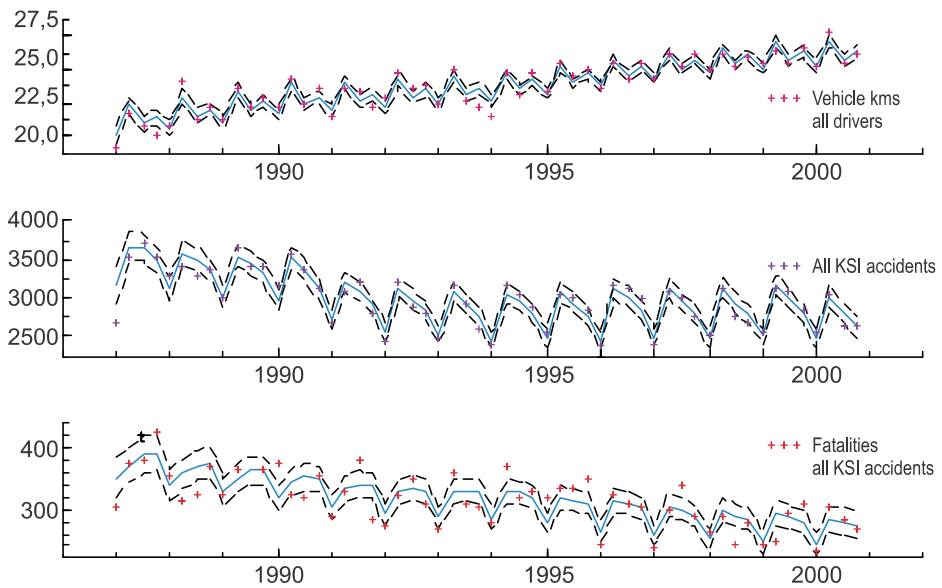 27,5
25,0
22,5
20,0
+++ Vehicle kms
all drivers
1990 1995 2000
4000
3500
3000
2500
+++ All KSI accidents
1990 1995 2000
400
300
+++ Fatalities
all KSI accidents
1990 1995 2000